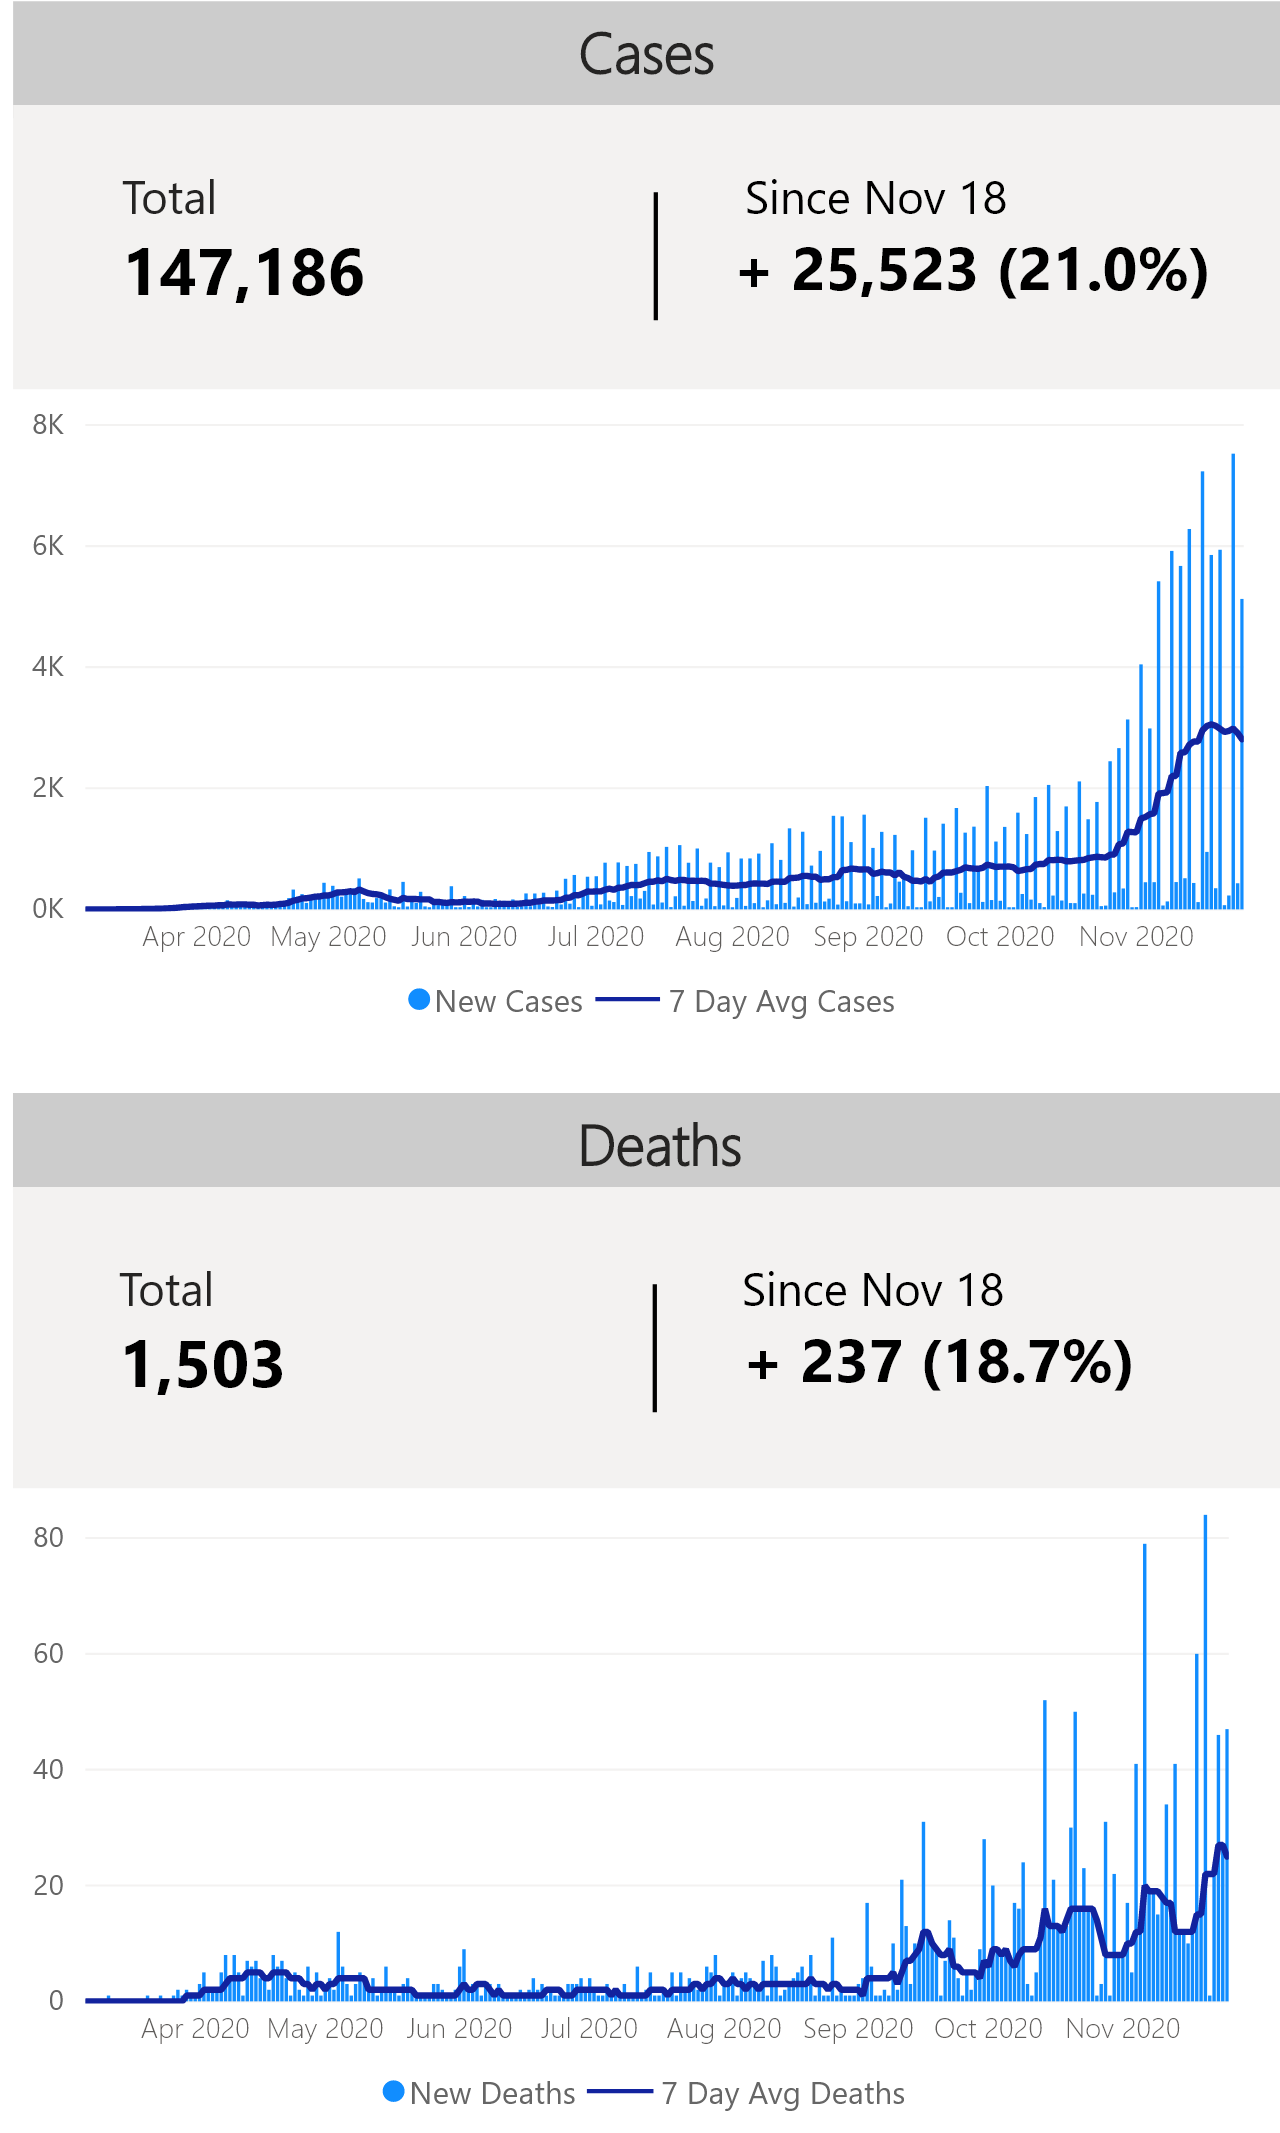 Cases
Total
Since Nov 18
147,186
+ 25,523 (21.0%)
8K
6K
4K
2K
0K
Apr 2020 May 2020 Jun 2020 Jul 2020 Aug 2020 Sep 2020 Oct 2020 Nov 2020
New Cases 7 Day Avg Cases
Deaths
Total
Since Nov 18
1,503
+ 237 (18.7%)
80
60
40
20
0
Apr 2020 May 2020 Jun 2020 Jul 2020 Aug 2020 Sep 2020 Oct 2020 Nov 2020
New Deaths 7 Day Avg Deaths